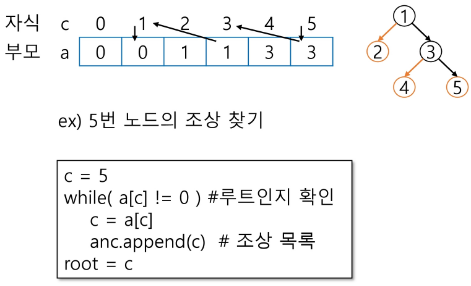 자식 c 0 1 2 3 4 5
부모 a 0 0 1 1 3 3
1
2 3
4 5
ex) 5번 노드의 조상 찾기
c = 5
while( a[c] != 0 ) #루트인지 확인
c = a[c]
anc.append(c) # 조상 목록
root = c